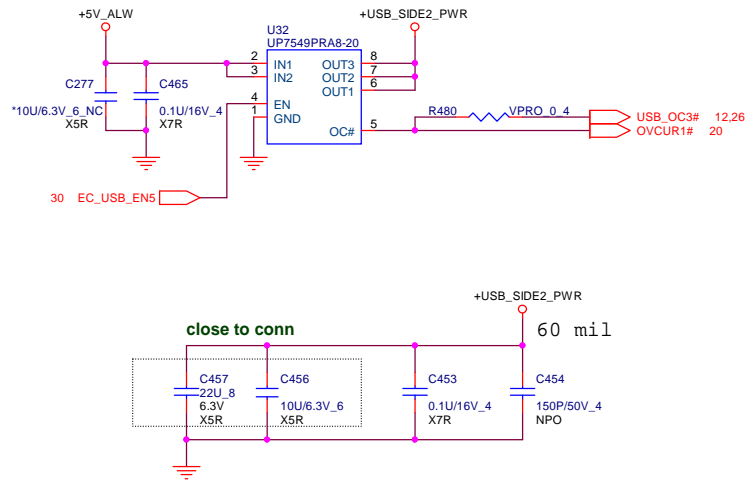 +5V_ALW
+USB_SIDE2_PWR
U32
UP7549PRA8-20
2 IN1 OUT3 8
3 IN2 OUT2 7
OUT1 6
4 EN
1 GND
OC# 5
C277
*10U/6.3V_6_NC
X5R
C465
0.1U/16V_4
X7R
R480 VPRO_0_4
USB_OC3# 12,26
OVCUR1# 20
30 EC_USB_EN5
+USB_SIDE2_PWR
close to conn
60 mil
C457
22U_8
6.3V
X5R
C456
10U/6.3V_6
X5R
C453
0.1U/16V_4
X7R
C454
150P/50V_4
NPO